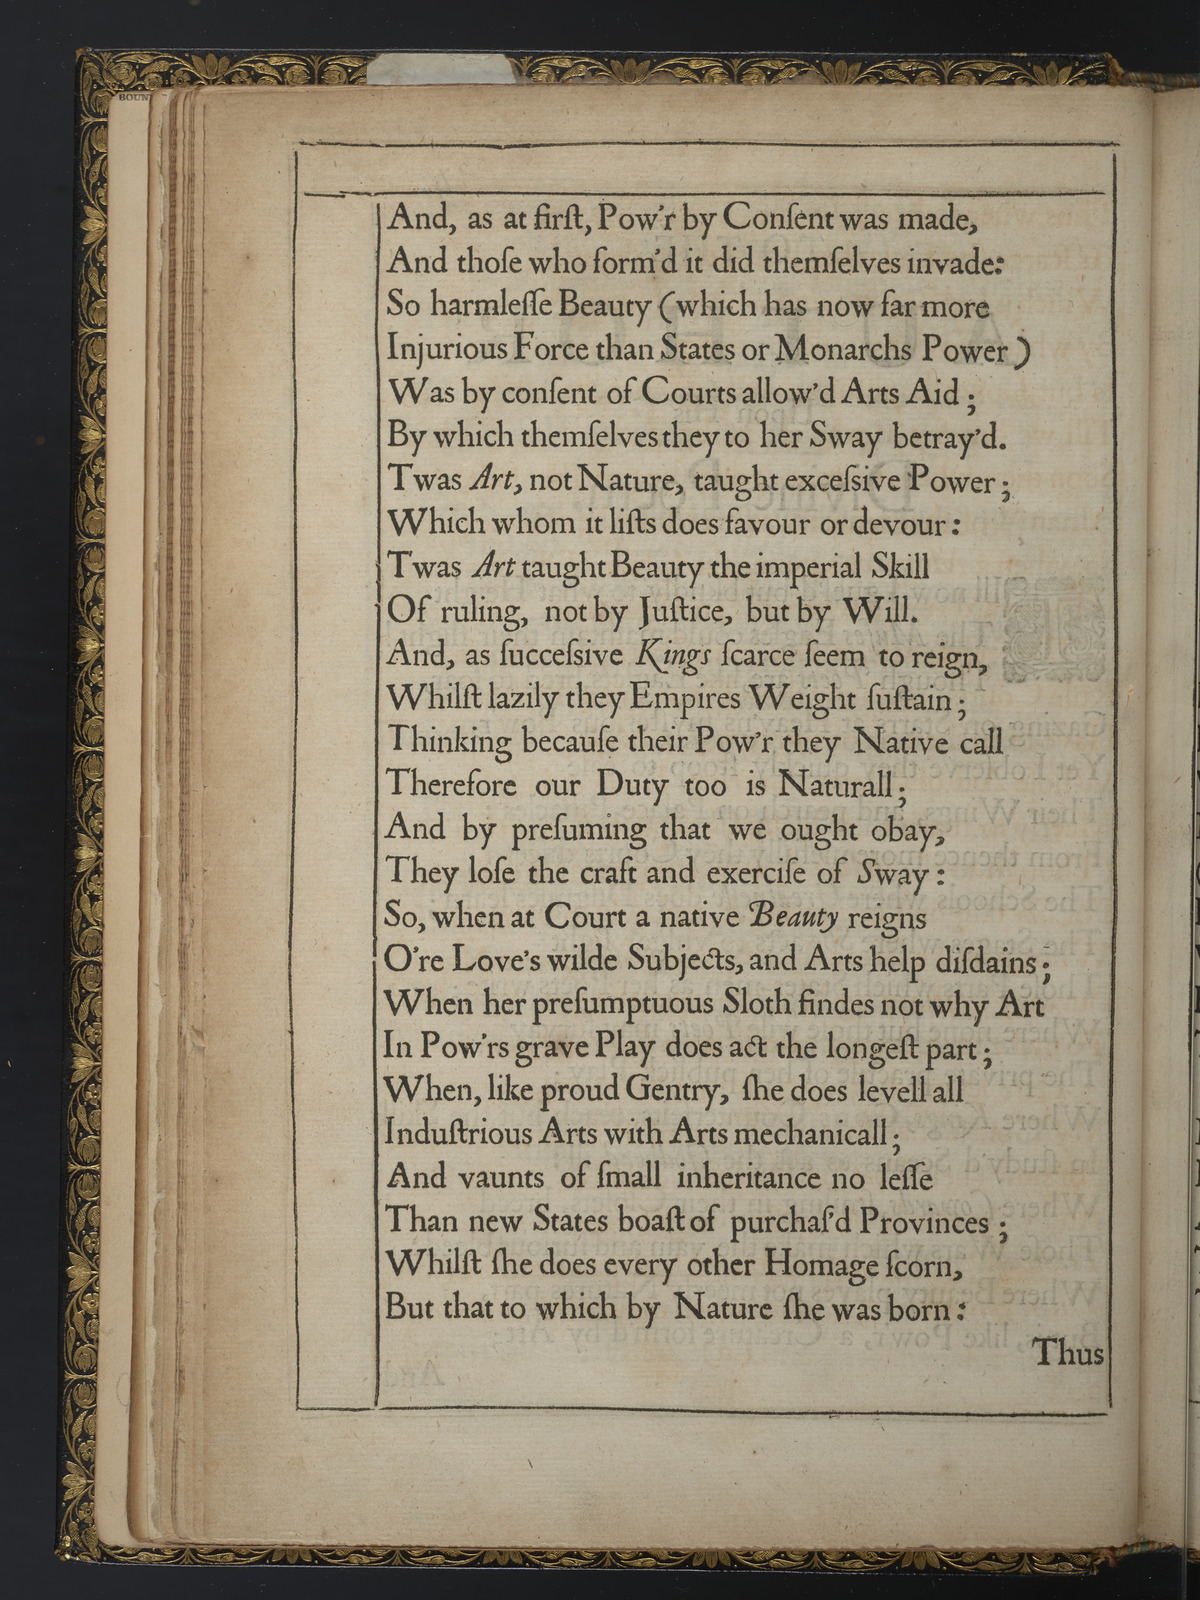 BOUN
And, as at firſt, Pow'r by Conſent was made,
And thoſe who form'd it did themſelves invade:
So harmleſſe Beauty (which has now far more
Injurious Force than States or Monarchs Power)
Was by conſent of Courts allow'd Arts Aid;
By which themſelves they to her Sway betray'd.
Twas Art, not Nature, taught exceſsive Power;
Which whom it liſts does favour or devour:
Twas Art taught Beauty the imperial Skill
Of ruling, not by Juſtice, but by Will.
And, as ſucceſsive Kings ſcarce ſeem to reign,
Whilſt lazily they Empires Weight ſuſtain;
Thinking becauſe their Pow'r they Native call
Therefore our Duty too is Naturall;
And by preſuming that we ought obay,
They loſe the craft and exerciſe of Sway:
So, when at Court a native Beauty reigns
O're Love's wilde Subjects, and Arts help diſdains;
When her preſumptuous Sloth findes not why Art
In Pow'rs grave Play does act the longeſt part;
When, like proud Gentry, ſhe does levell all
Induſtrious Arts with Arts mechanicall;
And vaunts of ſmall inheritance no leſſe
Than new States boaſt of purchaſ'd Provinces;
Whilſt ſhe does every other Homage ſcorn,
But that to which by Nature ſhe was born:
Thus